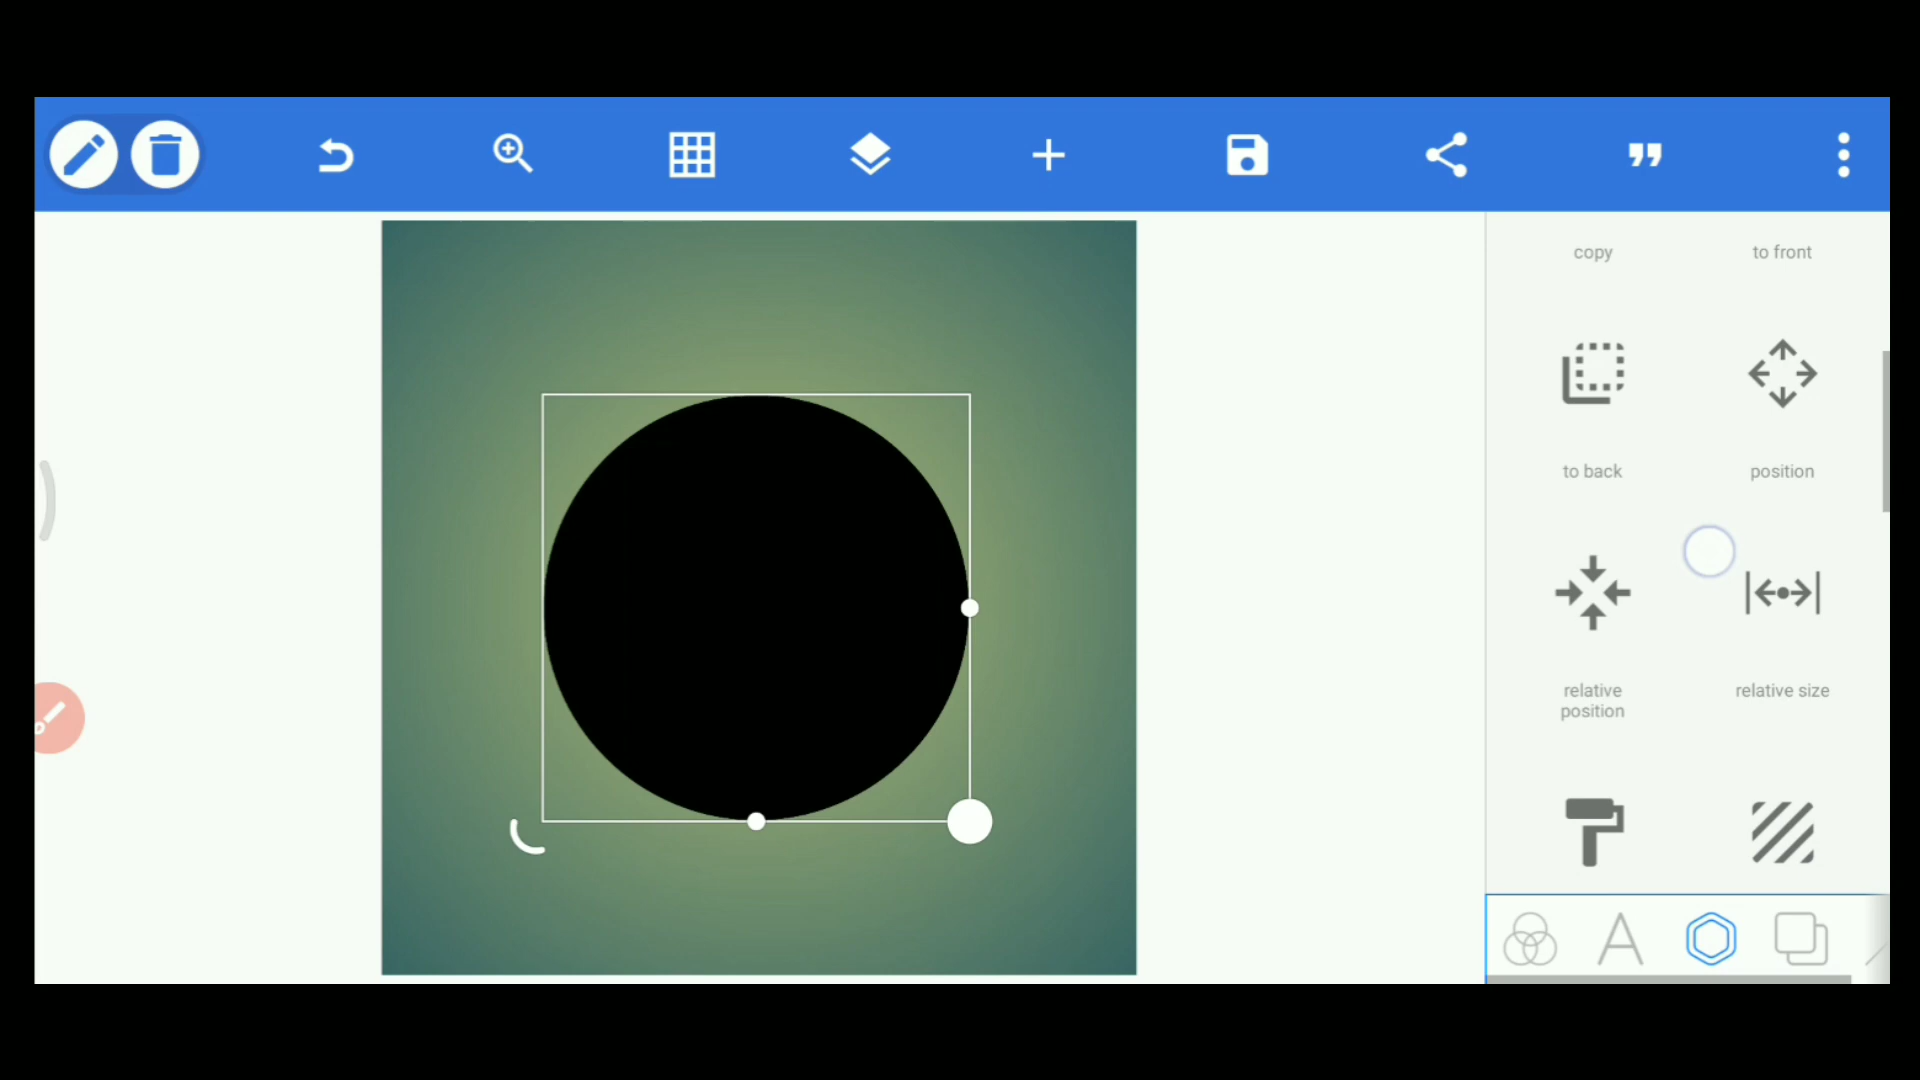 copy
to front
to back
position
relative
position
relative size